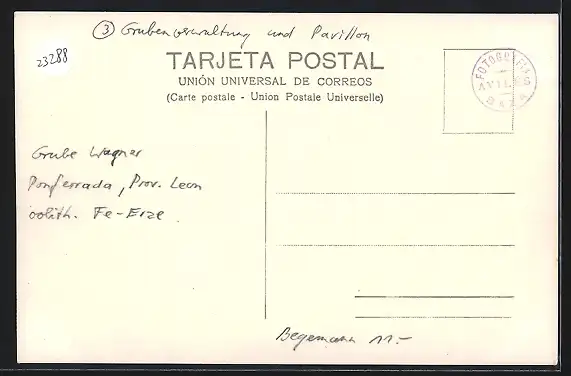 ③ Grubenverwaltung und Pavillon
23288
TARJETA POSTAL
UNIÓN UNIVERSAL DE CORREOS
(Carte postale - Union Postale Universelle)
Grube Wagner
Ponferrada, Prov. Leon
oolith. Fe-Erze
Begemann 11.-